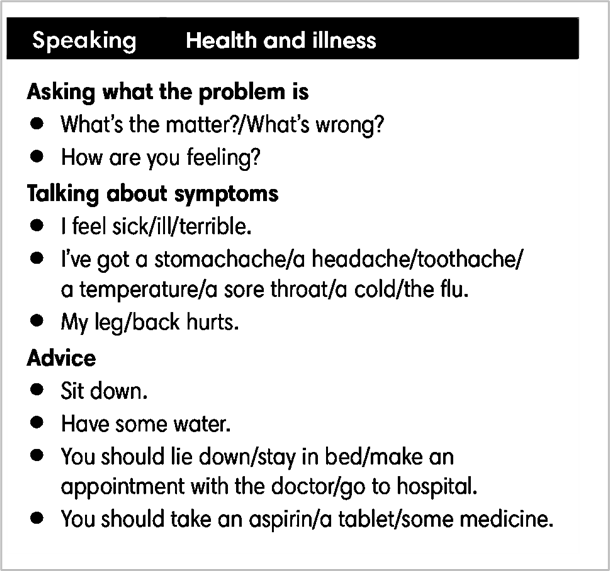 Speaking Health and illness
Asking what the problem is
• What's the matter?/What's wrong?
• How are you feeling?
Talking about symptoms
• I feel sick/ill/terrible.
• I've got a stomachache/a headache/toothache/
a temperature/a sore throat/a cold/the flu.
• My leg/back hurts.
Advice
• Sit down.
• Have some water.
• You should lie down/stay in bed/make an
appointment with the doctor/go to hospital.
• You should take an aspirin/a tablet/some medicine.